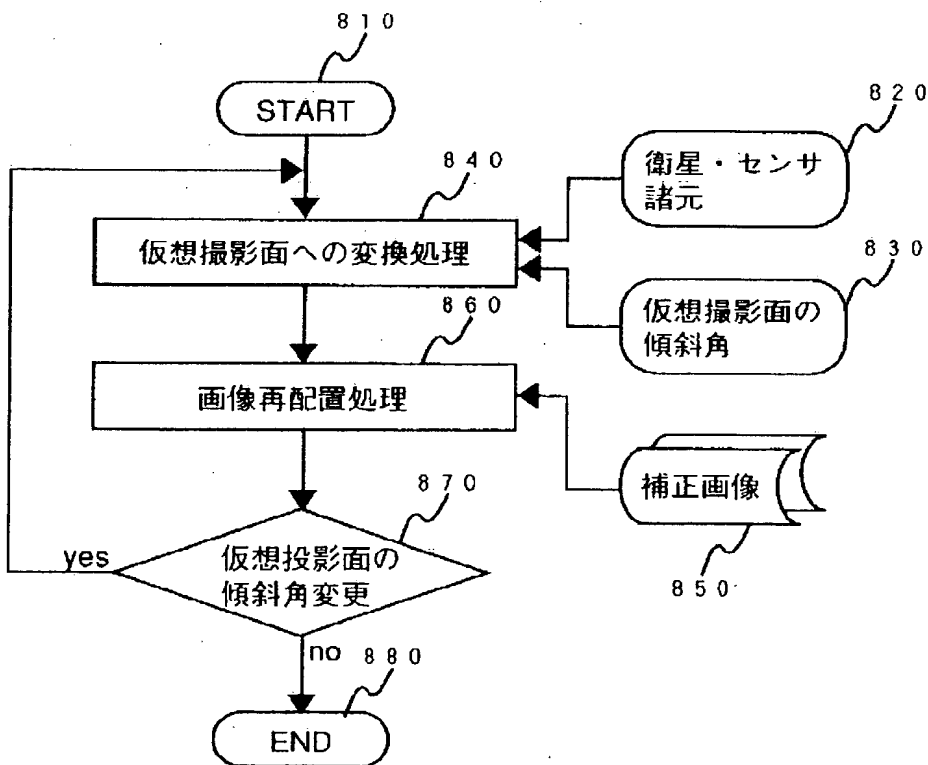 810
START
820
衛星・センサ
諸元
840
仮想撮影面への変換処理
830
仮想撮影面の
傾斜角
860
画像再配置処理
補正画像
850
870
仮想投影面の
傾斜角変更
yes
no
880
END